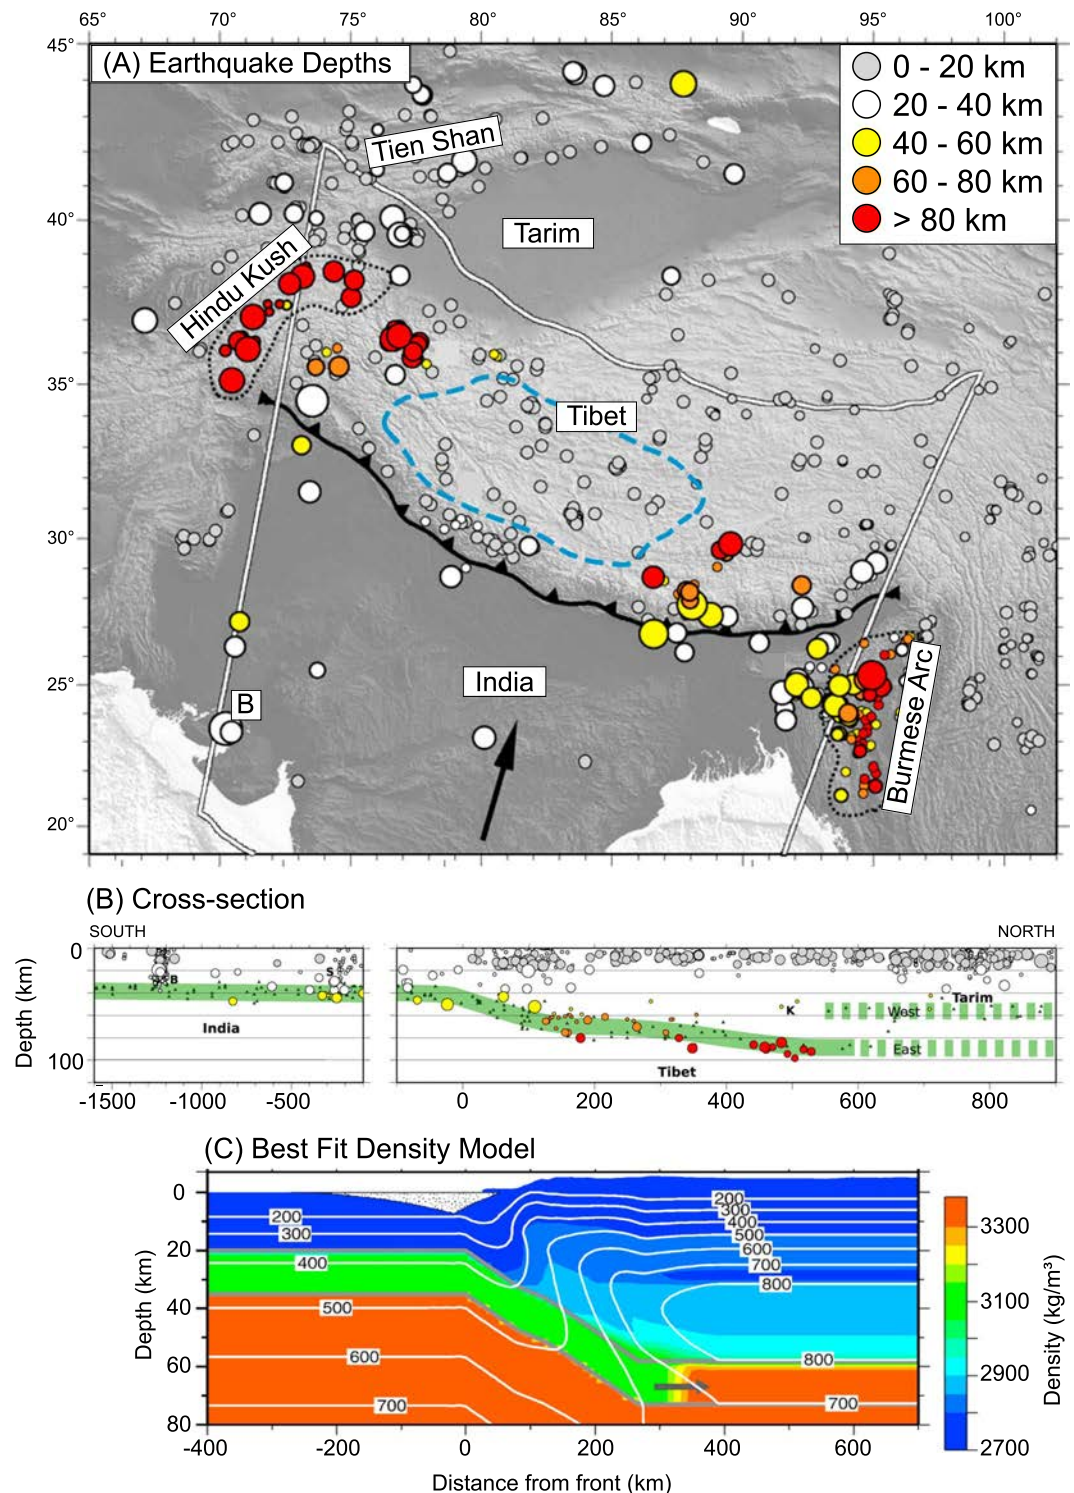 65° 70° 75° 80° 85° 90° 95° 100°
45°
(A) Earthquake Depths
0 - 20 km
20 - 40 km
40 - 60 km
60 - 80 km
> 80 km
Tien Shan
40°
Tarim
Hindu Kush
35°
Tibet
30°
25°
India
B
Burmese Arc
20°
(B) Cross-section
SOUTH NORTH
0
100
Depth (km)
B
S
India
K
Tarim
West
East
Tibet
-1500 -1000 -500 0 200 400 600 800
(C) Best Fit Density Model
0
20
40
60
80
Depth (km)
200
300
400
500
600
700
200
300
400
500
600
700
800
800
700
3300
3100
2900
2700
Density (kg/m³)
-400 -200 0 200 400 600
Distance from front (km)